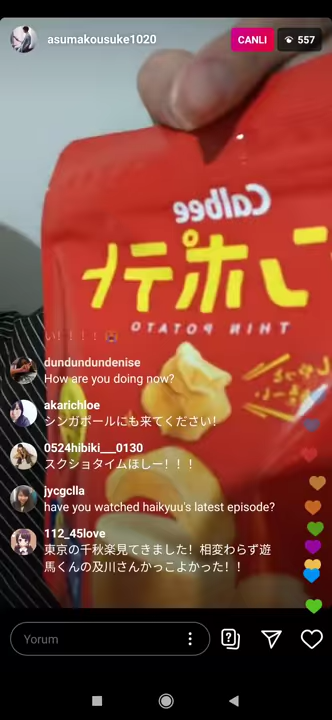 asumakousuke1020
CANLI
557
Calbee
ポテト
THIN POTATO
い！！！！
dundundundenise
How are you doing now?
akarichloe
シンガポールにも来てください！
0524hibiki__0130
スクショタイムほしー！！！
jycgclla
have you watched haikyuu's latest episode?
112_45love
東京の千秋楽見てきました！相変わらず遊
馬くんの及川さんかっこよかった！！
Yorum